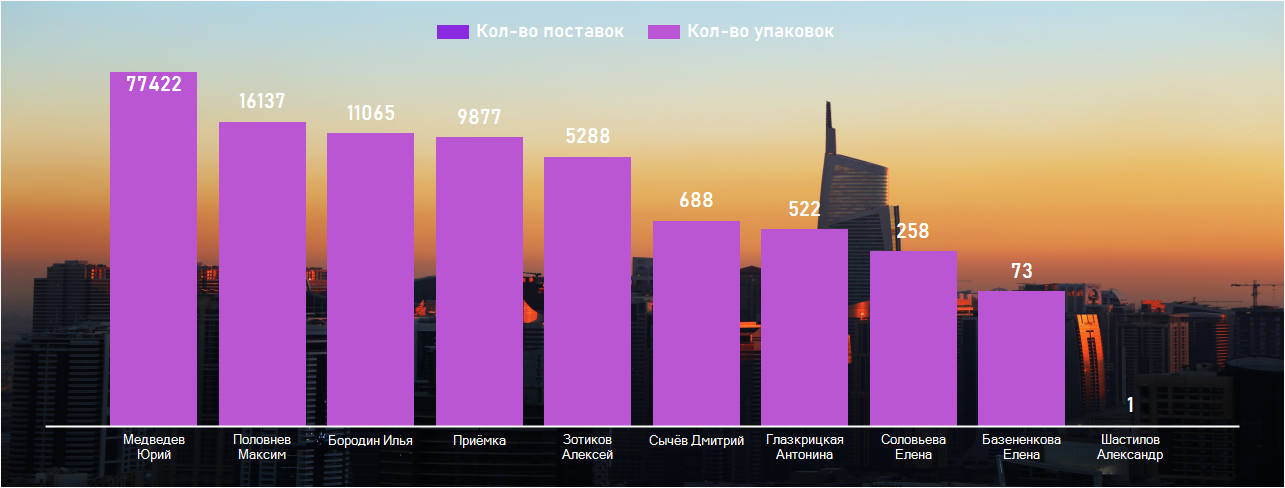 Кол-во поставок Кол-во упаковок
77422
16137
11065
9877
5288
688
522
258
73
1
Медведев
Юрий
Половнев
Максим
Бородин Илья
Приёмка
Зотиков
Алексей
Сычёв Дмитрий
Глазкрицкая
Антонина
Соловьева
Елена
Базененкова
Елена
Шастилов
Александр